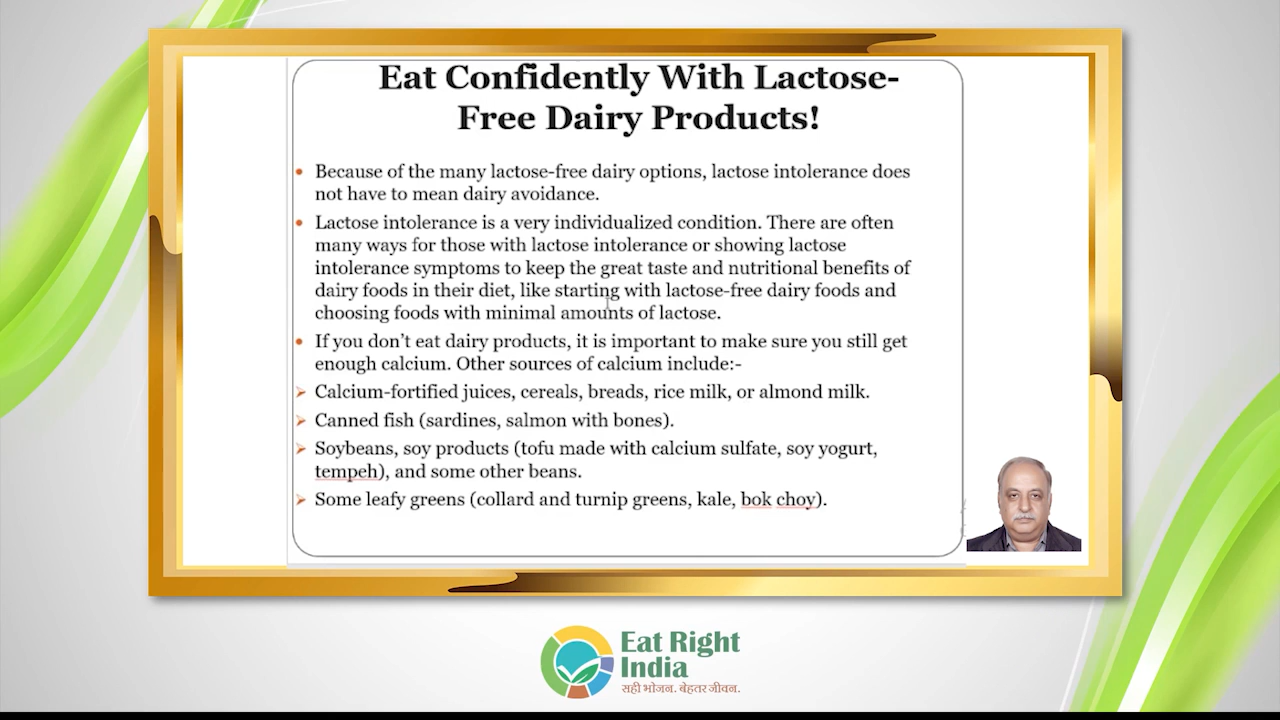 Eat Confidently With Lactose-
Free Dairy Products!
• Because of the many lactose-free dairy options, lactose intolerance does
not have to mean dairy avoidance.
• Lactose intolerance is a very individualized condition. There are often
many ways for those with lactose intolerance or showing lactose
intolerance symptoms to keep the great taste and nutritional benefits of
dairy foods in their diet, like starting with lactose-free dairy foods and
choosing foods with minimal amounts of lactose.
• If you don’t eat dairy products, it is important to make sure you still get
enough calcium. Other sources of calcium include:-
➢ Calcium-fortified juices, cereals, breads, rice milk, or almond milk.
➢ Canned fish (sardines, salmon with bones).
➢ Soybeans, soy products (tofu made with calcium sulfate, soy yogurt,
tempeh), and some other beans.
➢ Some leafy greens (collard and turnip greens, kale, bok choy).
Eat Right
India
सही भोजन. बेहतर जीवन.